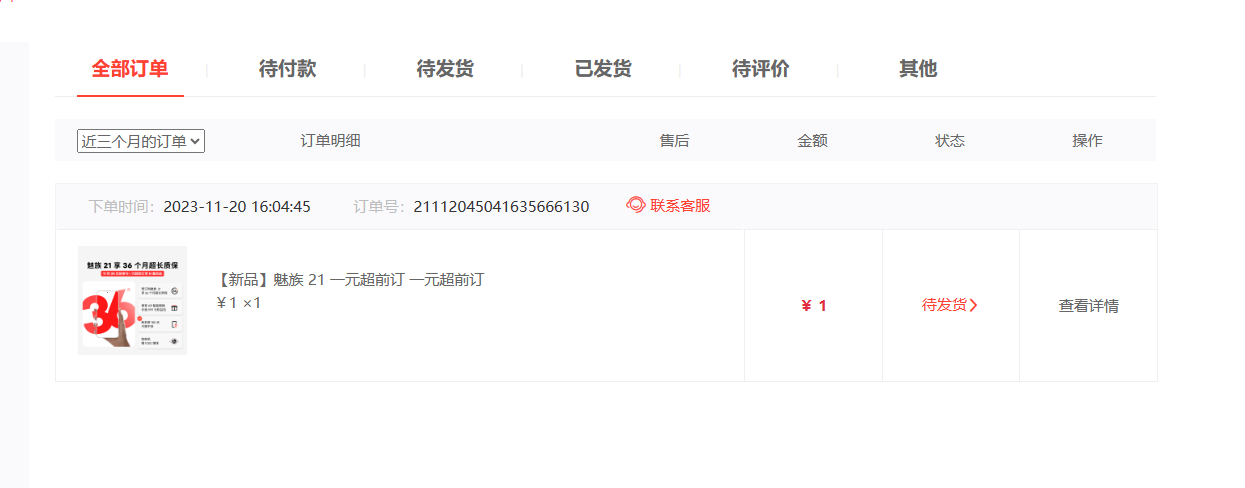 全部订单 待付款 待发货 已发货 待评价 其他
近三个月的订单 订单明细 售后 金额 状态 操作
下单时间：2023-11-20 16:04:45 订单号：21112045041635666130 联系客服
魅族 21 享 36 个月超长质保
36
【新品】魅族 21 一元超前订 一元超前订
¥ 1 ×1
¥ 1
待发货
查看详情